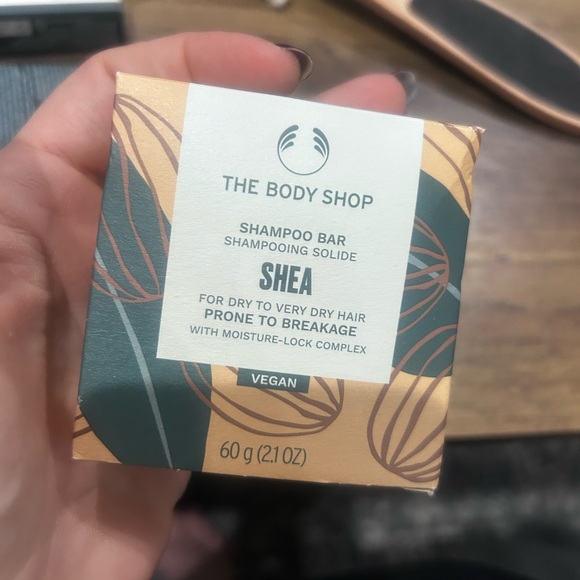 THE BODY SHOP
SHAMPOO BAR
SHAMPOOING SOLIDE
SHEA
FOR DRY TO VERY DRY HAIR
PRONE TO BREAKAGE
WITH MOISTURE-LOCK COMPLEX
VEGAN
60 g (2.1 OZ)